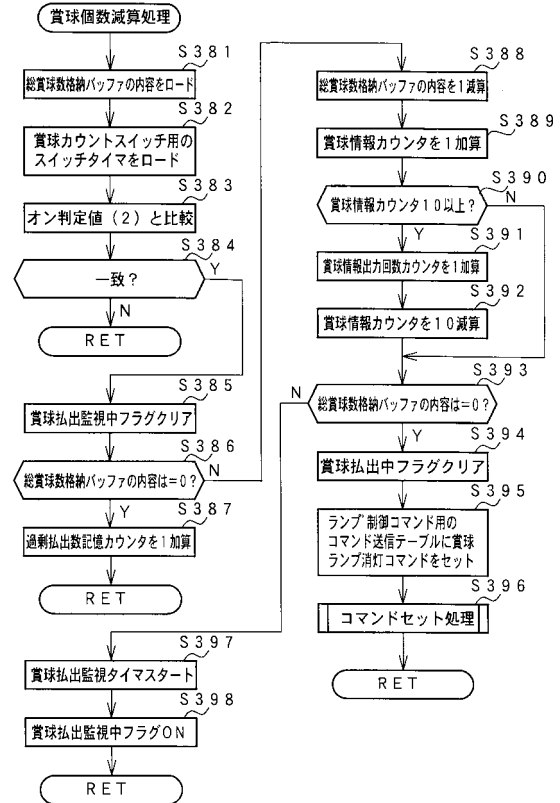 賞球個数減算処理
S381
総賞球数格納バッファの内容をロード
S382
賞球カウントスイッチ用の
スイッチタイマをロード
S383
オン判定値（2）と比較
S384
一致？
Y
N
RET
S385
賞球払出監視中フラグクリア
S386
総賞球数格納バッファの内容は＝0？
N
Y
S387
過剰払出数記憶カウンタを1加算
RET
S388
総賞球数格納バッファの内容を1減算
S389
賞球情報カウンタを1加算
S390
賞球情報カウンタ10以上？
N
Y
S391
賞球情報出力回数カウンタを1加算
S392
賞球情報カウンタを10減算
S393
N
総賞球数格納バッファの内容は＝0？
Y
S394
賞球払出中フラグクリア
S395
ランプ制御コマンド用の
コマンド送信テーブルに賞球
ランプ消灯コマンドをセット
S396
コマンドセット処理
RET
S397
賞球払出監視タイマスタート
S398
賞球払出監視中フラグON
RET